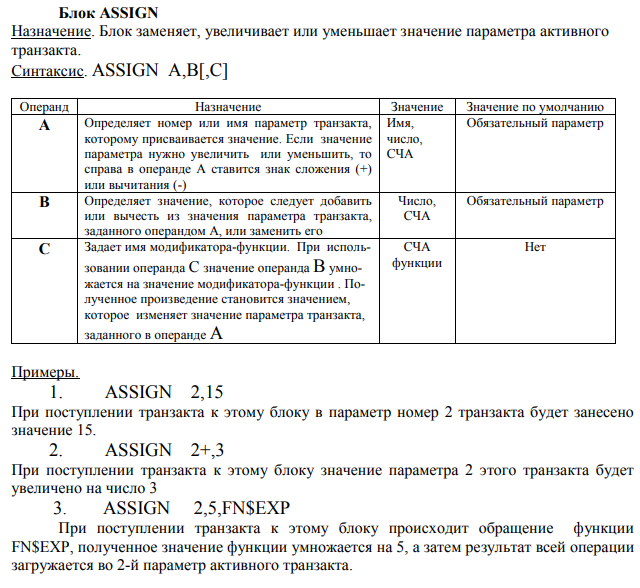 Блок ASSIGN
Назначение. Блок заменяет, увеличивает или уменьшает значение параметра активного
транзакта.
Синтаксис. ASSIGN A,B[,C]
Операнд Назначение Значение Значение по умолчанию
A Определяет номер или имя параметр транзакта, Имя, Обязательный параметр
которому присваивается значение. Если значение число,
параметра нужно увеличить или уменьшить, то СЧА
справа в операнде А ставится знак сложения (+)
или вычитания (-)
B Определяет значение, которое следует добавить Число, Обязательный параметр
или вычесть из значения параметра транзакта, СЧА
заданного операндом А, или заменить его
C Задает имя модификатора-функции. При исполь- СЧА Нет
зовании операнда С значение операнда В умно- функции
жается на значение модификатора-функции . По-
лученное произведение становится значением,
которое изменяет значение параметра транзакта,
заданного в операнде А
Примеры.
1. ASSIGN 2,15
При поступлении транзакта к этому блоку в параметр номер 2 транзакта будет занесено
значение 15.
2. ASSIGN 2+,3
При поступлении транзакта к этому блоку значение параметра 2 этого транзакта будет
увеличено на число 3
3. ASSIGN 2,5,FN$EXP
При поступлении транзакта к этому блоку происходит обращение функции
FN$EXP, полученное значение функции умножается на 5, а затем результат всей операции
загружается во 2-й параметр активного транзакта.